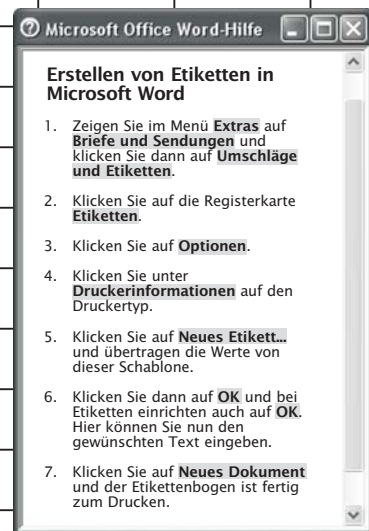 Microsoft Office Word-Hilfe
Erstellen von Etiketten in
Microsoft Word
1. Zeigen Sie im Menü Extras auf
Briefe und Sendungen und
klicken Sie dann auf Umschläge
und Etiketten.
2. Klicken Sie auf die Registerkarte
Etiketten.
3. Klicken Sie auf Optionen.
4. Klicken Sie unter
Druckerinformationen auf den
Druckertyp.
5. Klicken Sie auf Neues Etikett...
und übertragen die Werte von
dieser Schablone.
6. Klicken Sie dann auf OK und bei
Etiketten einrichten auch auf OK.
Hier können Sie nun den
gewünschten Text eingeben.
7. Klicken Sie auf Neues Dokument
und der Etikettenbogen ist fertig
zum Drucken.